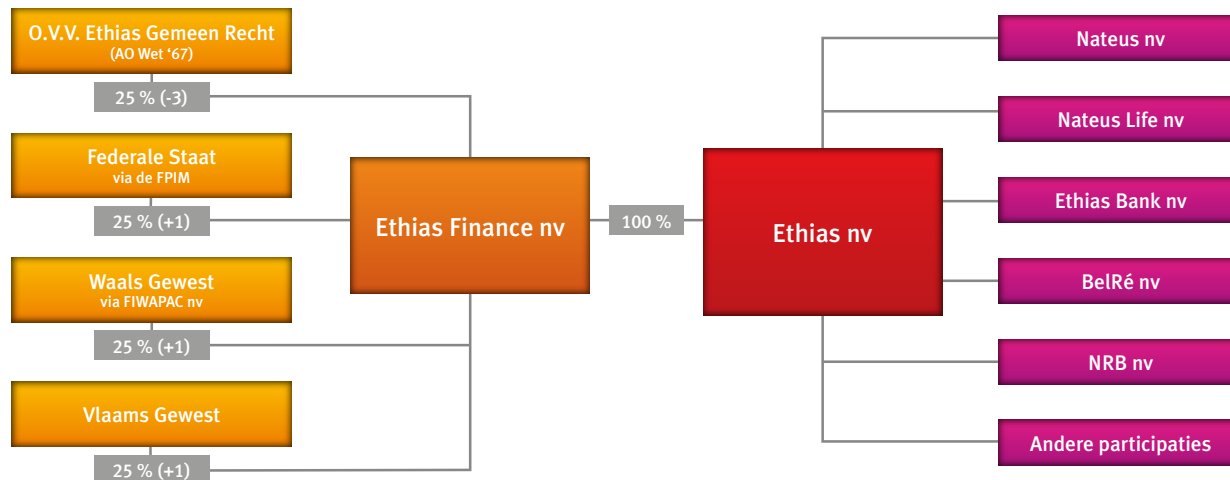 O.V.V. Ethias Gemeen Recht
(AO Wet ‘67)
25 % (-3)
Federale Staat
via de FPIM
25 % (+1)
Waals Gewest
via FIWAPAC nv
25 % (+1)
Vlaams Gewest
25 % (+1)
Ethias Finance nv
100 %
Ethias nv
Nateus nv
Nateus Life nv
Ethias Bank nv
BelRé nv
NRB nv
Andere participaties